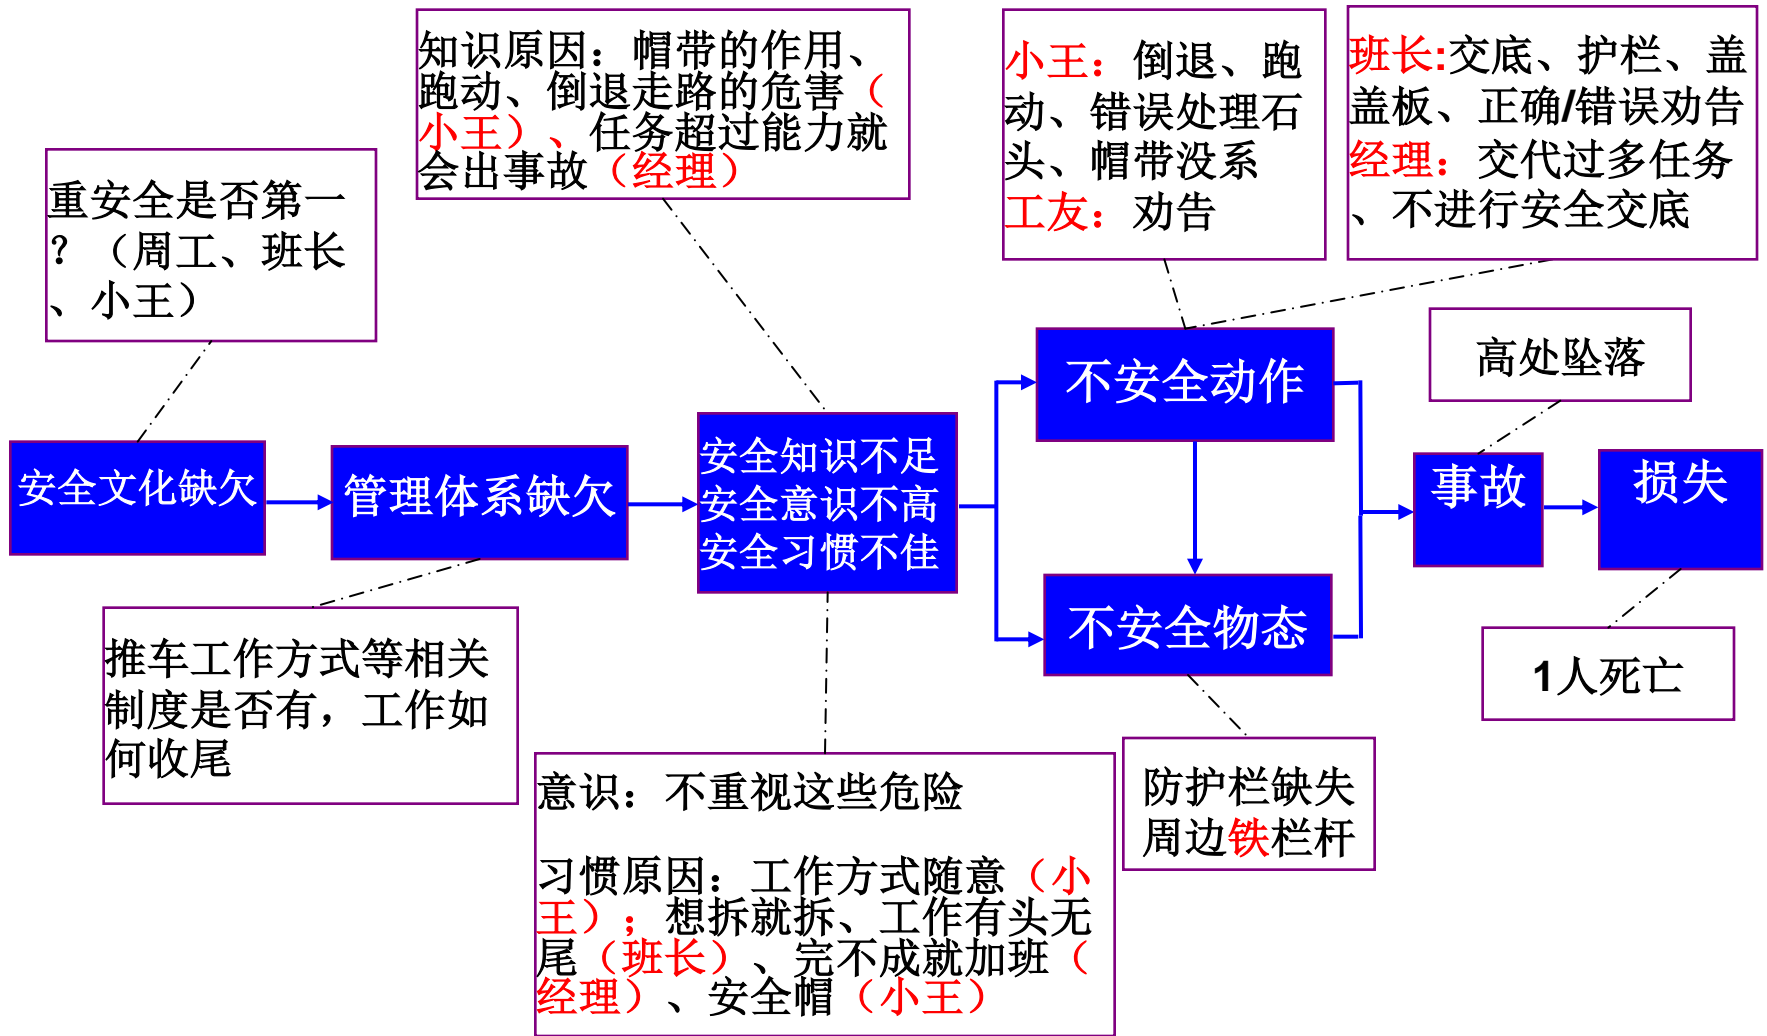 知识原因：帽带的作用、
跑动、倒退走路的危害（
小王）、任务超过能力就
会出事故（经理）
小王：倒退、跑
动、错误处理石
头、帽带没系
工友：劝告
班长:交底、护栏、盖
盖板、正确/错误劝告
经理：交代过多任务
、不进行安全交底
重安全是否第一
？（周工、班长
、小王）
高处坠落
安全文化缺欠
管理体系缺欠
安全知识不足
安全意识不高
安全习惯不佳
不安全动作
不安全物态
事故
损失
推车工作方式等相关
制度是否有，工作如
何收尾
意识：不重视这些危险
习惯原因：工作方式随意（小
王）；想拆就拆、工作有头无
尾（班长）、完不成就加班（
经理）、安全帽（小王）
防护栏缺失
周边铁栏杆
1人死亡